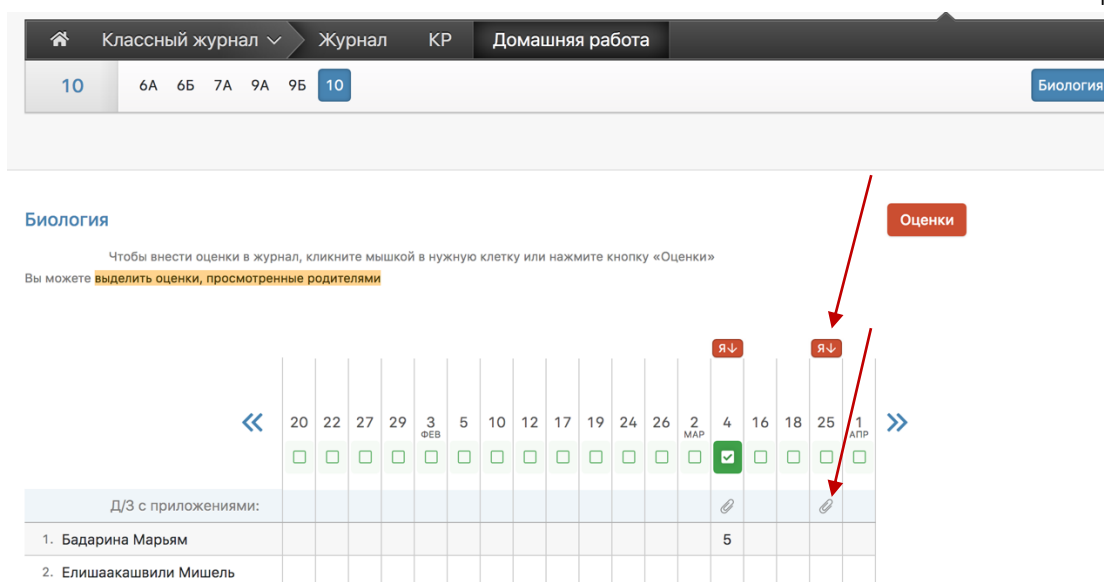 Классный журнал Журнал КР Домашняя работа
10 6А 6Б 7А 9А 9Б 10 Биология
Биология Оценки
Чтобы внести оценки в журнал, кликните мышкой в нужную клетку или нажмите кнопку «Оценки»
Вы можете выделить оценки, просмотренные родителями
Я↓ Я↓
20 22 27 29 3 5 10 12 17 19 24 26 2 4 16 18 25 1
ФЕВ МАР АПР
Д/З с приложениями:
1. Бадарина Марьям 5
2. Елишаакашвили Мишель